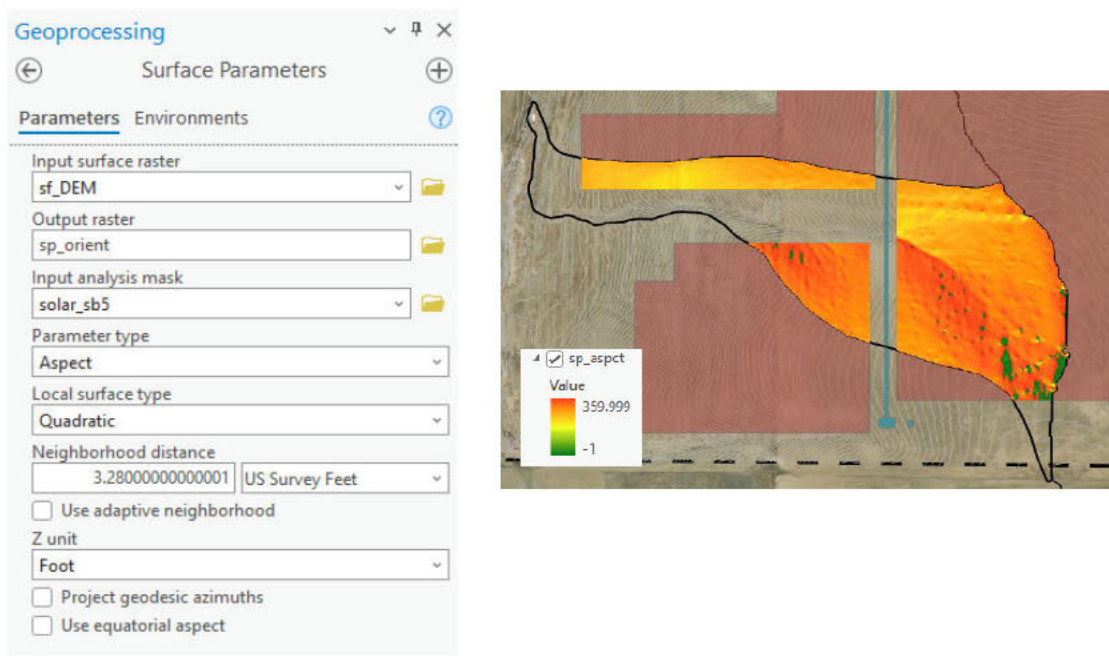 Geoprocessing
Surface Parameters
Parameters Environments
Input surface raster
sf_DEM
Output raster
sp_orient
Input analysis mask
solar_sb5
Parameter type
Aspect
Local surface type
Quadratic
Neighborhood distance
3.28000000000001 US Survey Feet
Use adaptive neighborhood
Z unit
Foot
Project geodesic azimuths
Use equatorial aspect
sp_aspct
Value
359.999
-1